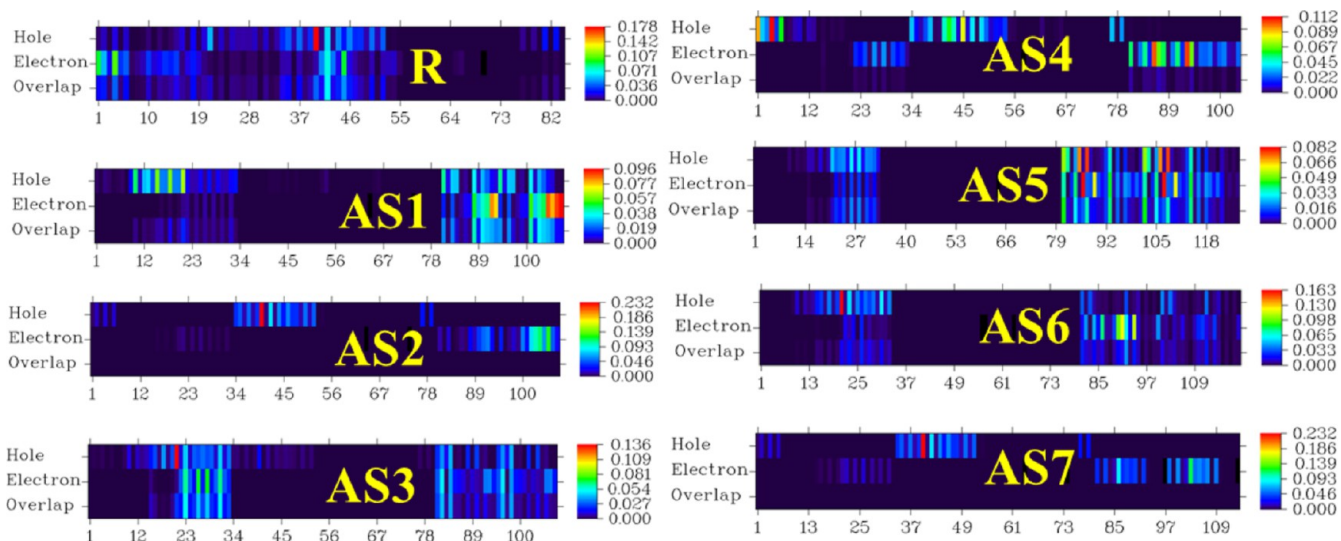 Hole
Electron
Overlap
R
0.178
0.142
0.107
0.071
0.036
0.000
1 10 19 28 37 46 55 64 73 82
Hole
Electron
Overlap
AS1
0.096
0.077
0.057
0.038
0.019
0.000
1 12 23 34 45 56 67 78 89 100
Hole
Electron
Overlap
AS2
0.232
0.186
0.139
0.093
0.046
0.000
1 12 23 34 45 56 67 78 89 100
Hole
Electron
Overlap
AS3
0.136
0.109
0.081
0.054
0.027
0.000
1 12 23 34 45 56 67 78 89 100
Hole
Electron
Overlap
AS4
0.112
0.089
0.067
0.045
0.022
0.000
1 12 23 34 45 56 67 78 89 100
Hole
Electron
Overlap
AS5
0.082
0.066
0.049
0.033
0.016
0.000
1 14 27 40 53 66 79 92 105 118
Hole
Electron
Overlap
AS6
0.163
0.130
0.098
0.065
0.033
0.000
1 13 25 37 49 61 73 85 97 109
Hole
Electron
Overlap
AS7
0.232
0.186
0.139
0.093
0.046
0.000
1 13 25 37 49 61 73 85 97 109